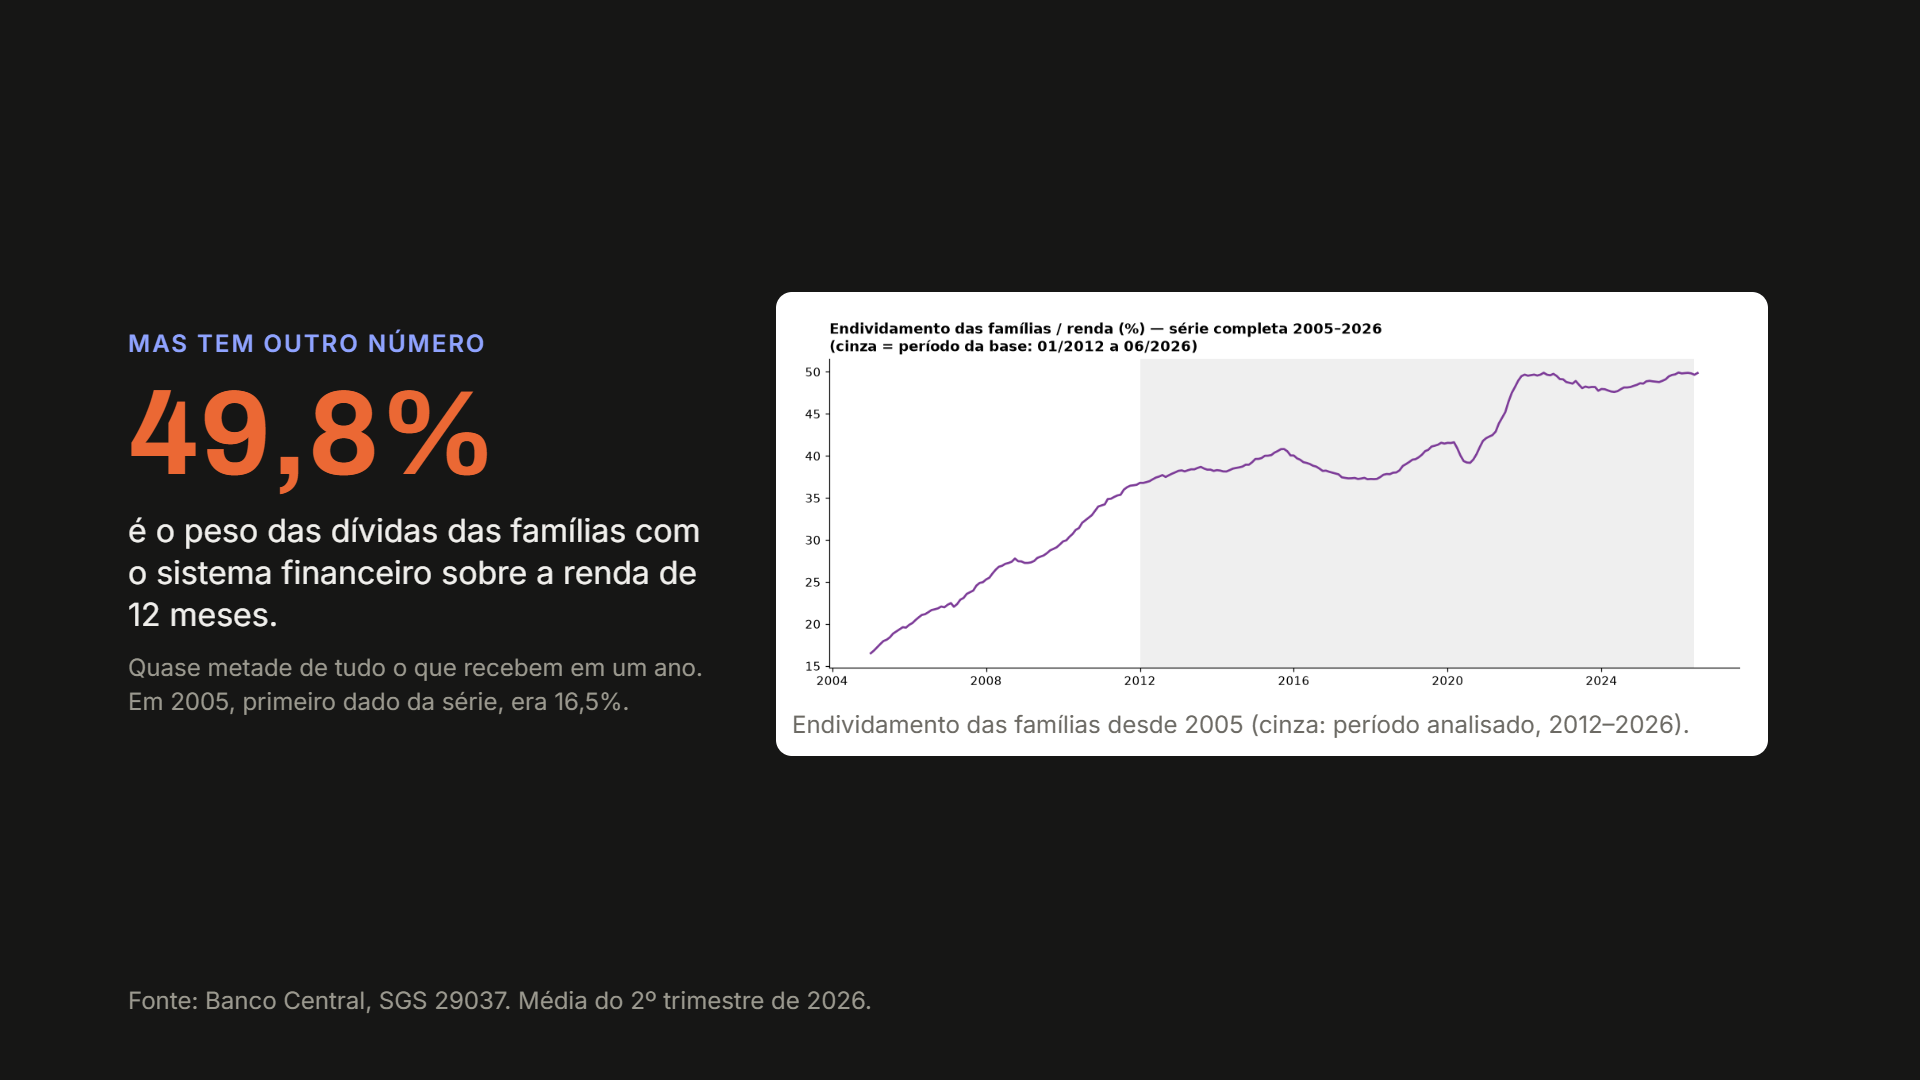 MAS TEM OUTRO NÚMERO
49,8%
é o peso das dívidas das famílias com
o sistema financeiro sobre a renda de
12 meses.
Quase metade de tudo o que recebem em um ano.
Em 2005, primeiro dado da série, era 16,5%.
Endividamento das famílias / renda (%) — série completa 2005–2026
(cinza = período da base: 01/2012 a 06/2026)
50
45
40
35
30
25
20
15
2004 2008 2012 2016 2020 2024
Endividamento das famílias desde 2005 (cinza: período analisado, 2012–2026).
Fonte: Banco Central, SGS 29037. Média do 2º trimestre de 2026.